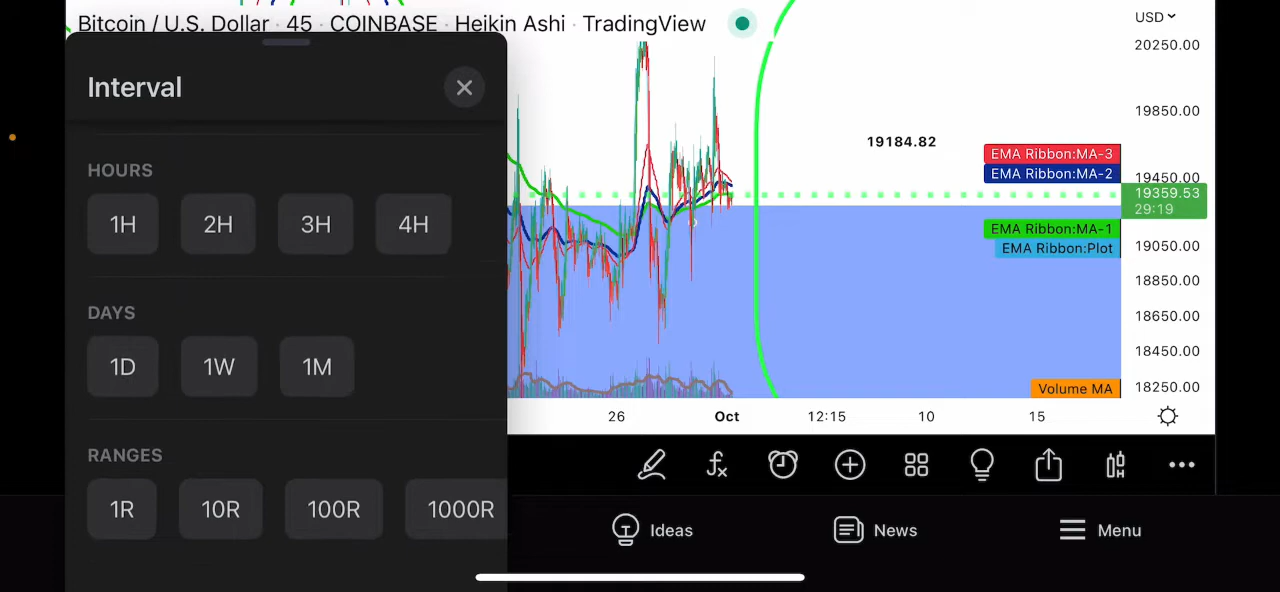 Bitcoin / U.S. Dollar · 45 · COINBASE · Heikin Ashi · TradingView
USD
Interval
HOURS
1H 2H 3H 4H
DAYS
1D 1W 1M
RANGES
1R 10R 100R 1000R
20250.00
19850.00
19184.82
EMA Ribbon:MA-3
EMA Ribbon:MA-2
19450.00
19359.53
29:19
EMA Ribbon:MA-1
EMA Ribbon:Plot
19050.00
18850.00
18650.00
18450.00
18250.00
Volume MA
26 Oct 12:15 10 15
Ideas News Menu